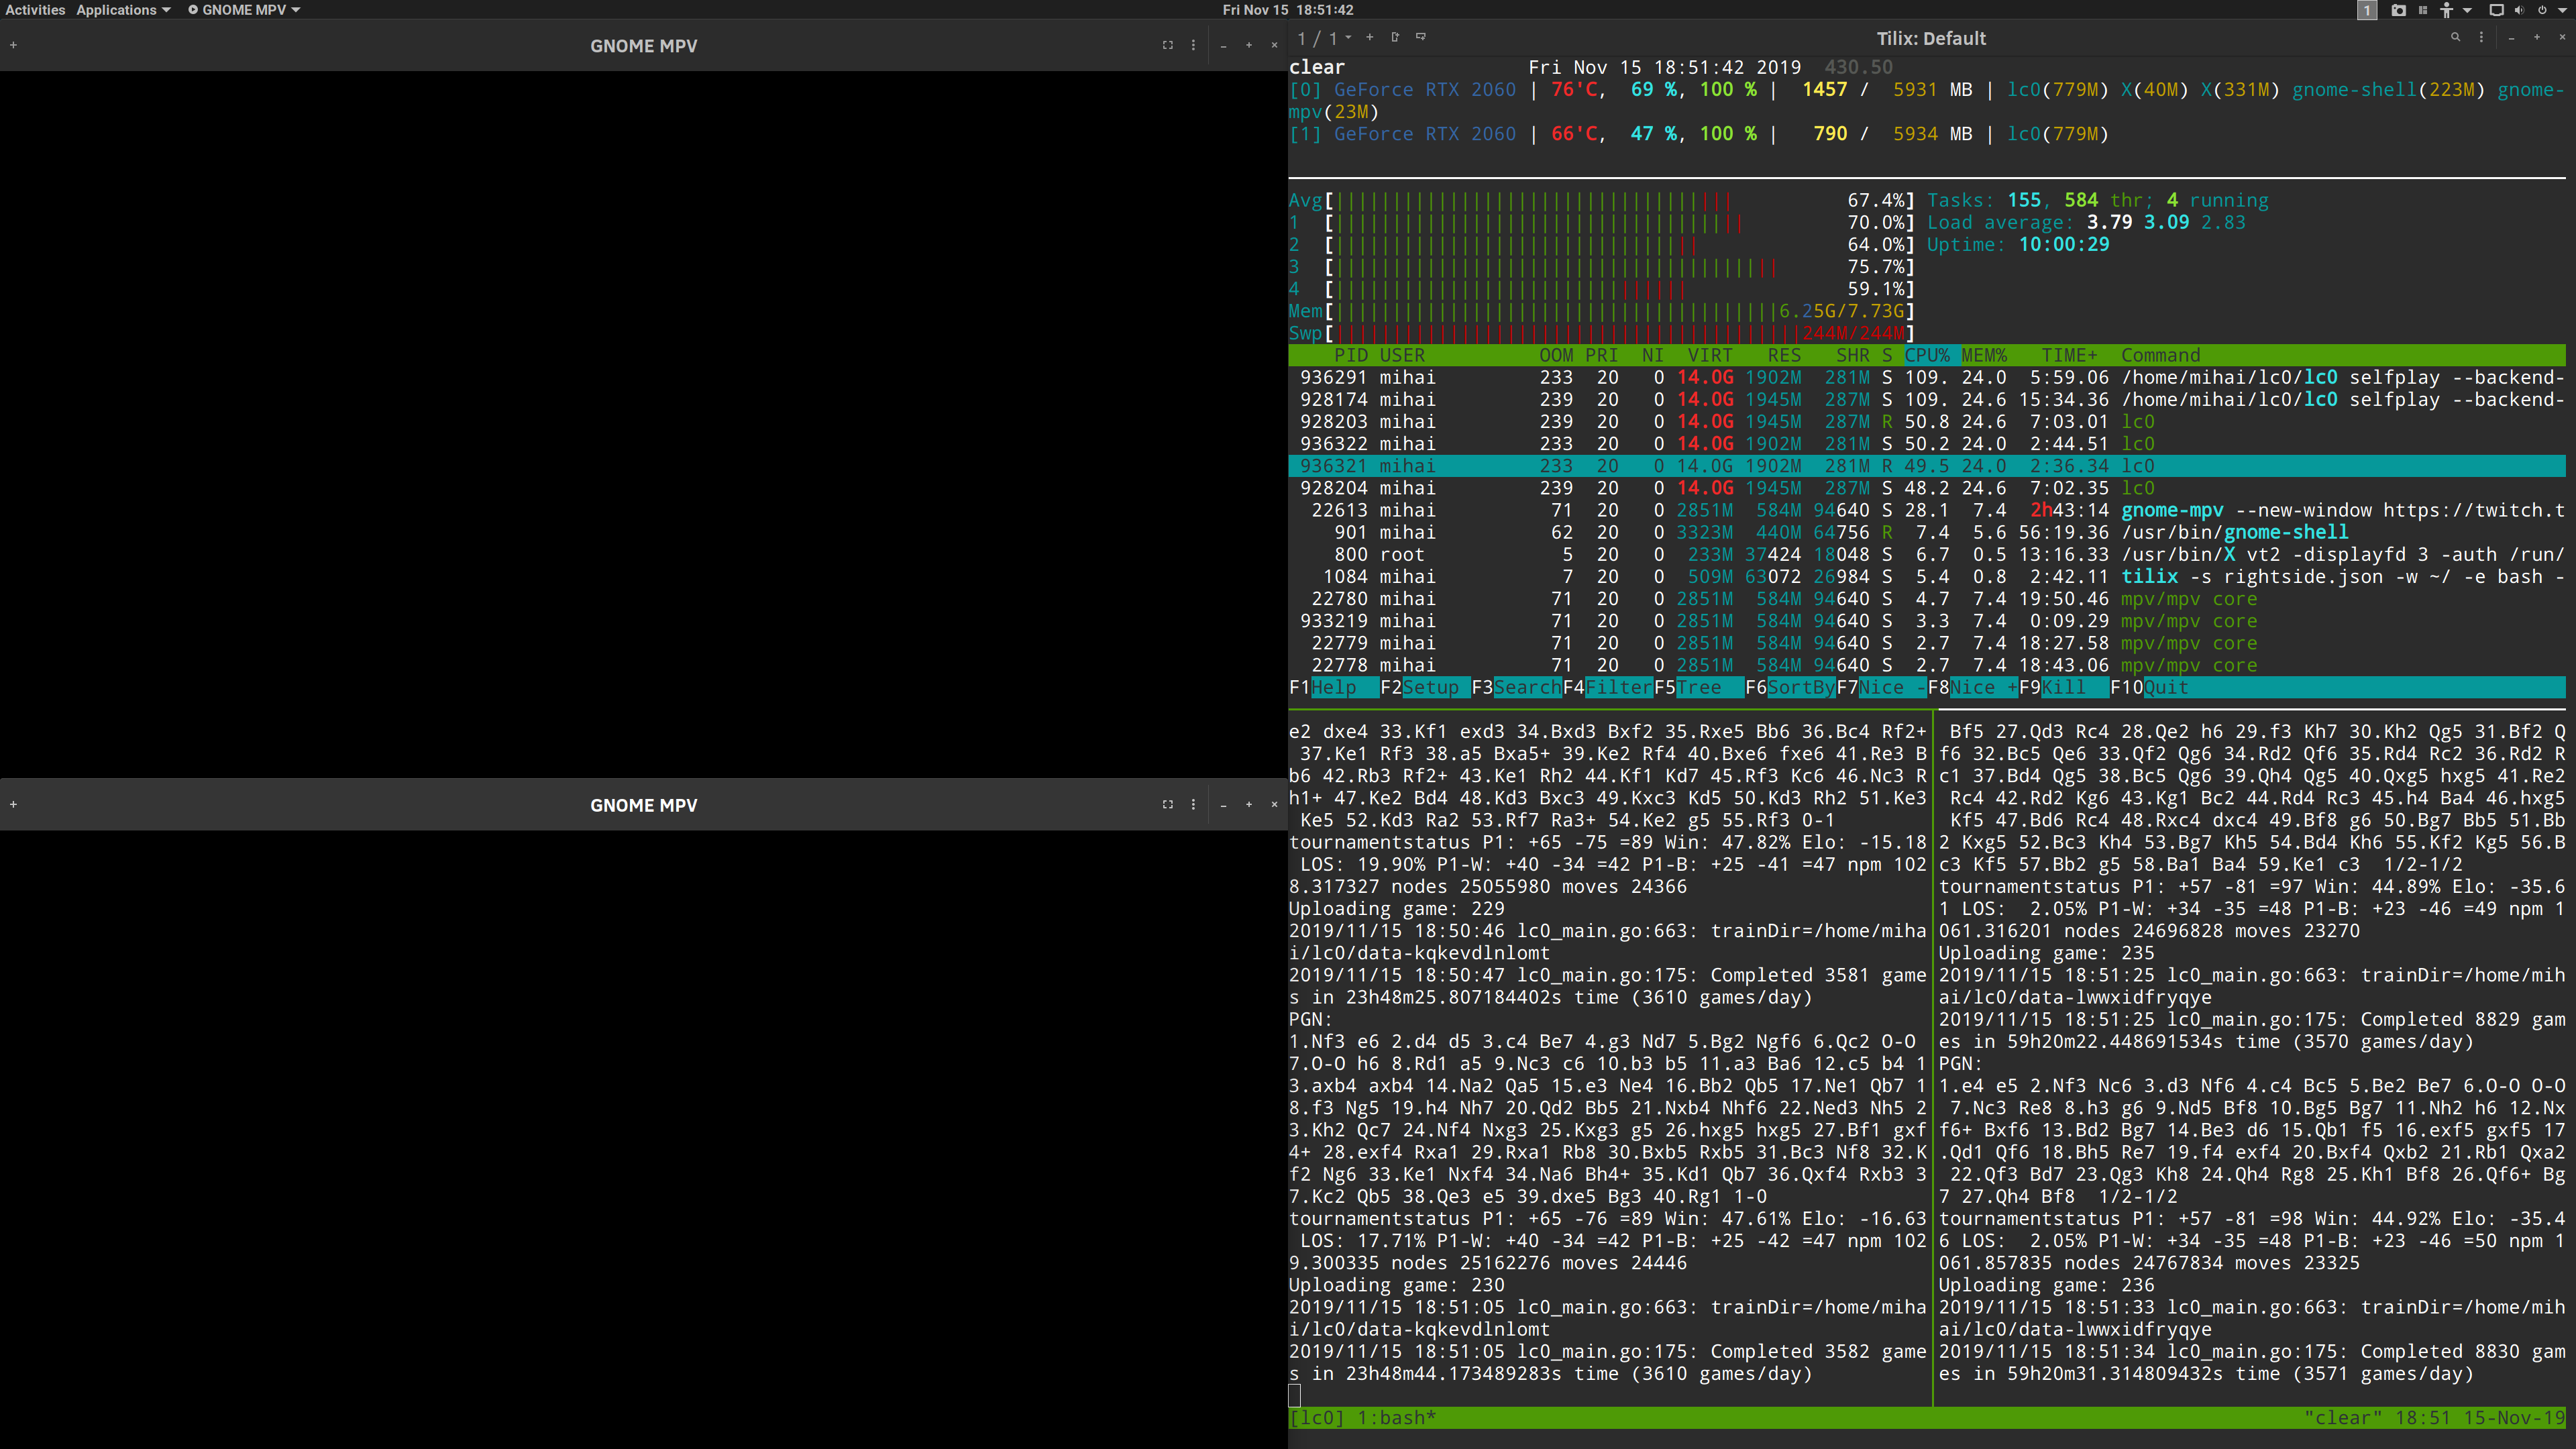 Activities Applications GNOME MPV Fri Nov 15 18:51:42 1
GNOME MPV
GNOME MPV
1 / 1 Tilix: Default
clear Fri Nov 15 18:51:42 2019 430.50
[0] GeForce RTX 2060 | 76'C, 69 %, 100 % | 1457 / 5931 MB | lc0(779M) X(40M) X(331M) gnome-shell(223M) gnome-
mpv(23M)
[1] GeForce RTX 2060 | 66'C, 47 %, 100 % | 790 / 5934 MB | lc0(779M)
Avg[ 67.4%] Tasks: 155, 584 thr; 4 running
1 [ 70.0%] Load average: 3.79 3.09 2.83
2 [ 64.0%] Uptime: 10:00:29
3 [ 75.7%]
4 [ 59.1%]
Mem[ 6.25G/7.73G]
Swp[ 244M/244M]
PID USER OOM PRI NI VIRT RES SHR S CPU% MEM% TIME+ Command
936291 mihai 233 20 0 14.0G 1902M 281M S 109. 24.0 5:59.06 /home/mihai/lc0/lc0 selfplay --backend-
928174 mihai 239 20 0 14.0G 1945M 287M S 109. 24.6 15:34.36 /home/mihai/lc0/lc0 selfplay --backend-
928203 mihai 239 20 0 14.0G 1945M 287M R 50.8 24.6 7:03.01 lc0
936322 mihai 233 20 0 14.0G 1902M 281M S 50.2 24.0 2:44.51 lc0
936321 mihai 233 20 0 14.0G 1902M 281M R 49.5 24.0 2:36.34 lc0
928204 mihai 239 20 0 14.0G 1945M 287M S 48.2 24.6 7:02.35 lc0
22613 mihai 71 20 0 2851M 584M 94640 S 28.1 7.4 2h43:14 gnome-mpv --new-window https://twitch.t
901 mihai 62 20 0 3323M 440M 64756 R 7.4 5.6 56:19.36 /usr/bin/gnome-shell
800 root 5 20 0 233M 37424 18048 S 6.7 0.5 13:16.33 /usr/bin/X vt2 -displayfd 3 -auth /run/
1084 mihai 7 20 0 509M 63072 26984 S 5.4 0.8 2:42.11 tilix -s rightside.json -w ~/ -e bash -
22780 mihai 71 20 0 2851M 584M 94640 S 4.7 7.4 19:50.46 mpv/mpv core
933219 mihai 71 20 0 2851M 584M 94640 S 3.3 7.4 0:09.29 mpv/mpv core
22779 mihai 71 20 0 2851M 584M 94640 S 2.7 7.4 18:27.58 mpv/mpv core
22778 mihai 71 20 0 2851M 584M 94640 S 2.7 7.4 18:43.06 mpv/mpv core
F1Help F2Setup F3SearchF4FilterF5Tree F6SortByF7Nice -F8Nice +F9Kill F10Quit
e2 dxe4 33.Kf1 exd3 34.Bxd3 Bxf2 35.Rxe5 Bb6 36.Bc4 Rf2+
37.Ke1 Rf3 38.a5 Bxa5+ 39.Ke2 Rf4 40.Bxe6 fxe6 41.Re3 B
b6 42.Rb3 Rf2+ 43.Ke1 Rh2 44.Kf1 Kd7 45.Rf3 Kc6 46.Nc3 R
h1+ 47.Ke2 Bd4 48.Kd3 Bxc3 49.Kxc3 Kd5 50.Kd3 Rh2 51.Ke3
Ke5 52.Kd3 Ra2 53.Rf7 Ra3+ 54.Ke2 g5 55.Rf3 0-1
tournamentstatus P1: +65 -75 =89 Win: 47.82% Elo: -15.18
LOS: 19.90% P1-W: +40 -34 =42 P1-B: +25 -41 =47 npm 102
8.317327 nodes 25055980 moves 24366
Uploading game: 229
2019/11/15 18:50:46 lc0_main.go:663: trainDir=/home/miha
i/lc0/data-kqkevdlnlomt
2019/11/15 18:50:47 lc0_main.go:175: Completed 3581 game
s in 23h48m25.807184402s time (3610 games/day)
PGN:
1.Nf3 e6 2.d4 d5 3.c4 Be7 4.g3 Nd7 5.Bg2 Ngf6 6.Qc2 O-O
7.O-O h6 8.Rd1 a5 9.Nc3 c6 10.b3 b5 11.a3 Ba6 12.c5 b4 1
3.axb4 axb4 14.Na2 Qa5 15.e3 Ne4 16.Bb2 Qb5 17.Ne1 Qb7 1
8.f3 Ng5 19.h4 Nh7 20.Qd2 Bb5 21.Nxb4 Nhf6 22.Ned3 Nh5 2
3.Kh2 Qc7 24.Nf4 Nxg3 25.Kxg3 g5 26.hxg5 hxg5 27.Bf1 gxf
4+ 28.exf4 Rxa1 29.Rxa1 Rb8 30.Bxb5 Rxb5 31.Bc3 Nf8 32.K
f2 Ng6 33.Ke1 Nxf4 34.Na6 Bh4+ 35.Kd1 Qb7 36.Qxf4 Rxb3 3
7.Kc2 Qb5 38.Qe3 e5 39.dxe5 Bg3 40.Rg1 1-0
tournamentstatus P1: +65 -76 =89 Win: 47.61% Elo: -16.63
LOS: 17.71% P1-W: +40 -34 =42 P1-B: +25 -42 =47 npm 102
9.300335 nodes 25162276 moves 24446
Uploading game: 230
2019/11/15 18:51:05 lc0_main.go:663: trainDir=/home/miha
i/lc0/data-kqkevdlnlomt
2019/11/15 18:51:05 lc0_main.go:175: Completed 3582 game
s in 23h48m44.173489283s time (3610 games/day)
Bf5 27.Qd3 Rc4 28.Qe2 h6 29.f3 Kh7 30.Kh2 Qg5 31.Bf2 Q
f6 32.Bc5 Qe6 33.Qf2 Qg6 34.Rd2 Qf6 35.Rd4 Rc2 36.Rd2 R
c1 37.Bd4 Qg5 38.Bc5 Qg6 39.Qh4 Qg5 40.Qxg5 hxg5 41.Re2
Rc4 42.Rd2 Kg6 43.Kg1 Bc2 44.Rd4 Rc3 45.h4 Ba4 46.hxg5
Kf5 47.Bd6 Rc4 48.Rxc4 dxc4 49.Bf8 g6 50.Bg7 Bb5 51.Bb
2 Kxg5 52.Bc3 Kh4 53.Bg7 Kh5 54.Bd4 Kh6 55.Kf2 Kg5 56.B
c3 Kf5 57.Bb2 g5 58.Ba1 Ba4 59.Ke1 c3 1/2-1/2
tournamentstatus P1: +57 -81 =97 Win: 44.89% Elo: -35.6
1 LOS: 2.05% P1-W: +34 -35 =48 P1-B: +23 -46 =49 npm 1
061.316201 nodes 24696828 moves 23270
Uploading game: 235
2019/11/15 18:51:25 lc0_main.go:663: trainDir=/home/mih
ai/lc0/data-lwwxidfryqye
2019/11/15 18:51:25 lc0_main.go:175: Completed 8829 gam
es in 59h20m22.448691534s time (3570 games/day)
PGN:
1.e4 e5 2.Nf3 Nc6 3.d3 Nf6 4.c4 Bc5 5.Be2 Be7 6.O-O O-O
7.Nc3 Re8 8.h3 g6 9.Nd5 Bf8 10.Bg5 Bg7 11.Nh2 h6 12.Nx
f6+ Bxf6 13.Bd2 Bg7 14.Be3 d6 15.Qb1 f5 16.exf5 gxf5 17
.Qd1 Qf6 18.Bh5 Re7 19.f4 exf4 20.Bxf4 Qxb2 21.Rb1 Qxa2
22.Qf3 Bd7 23.Qg3 Kh8 24.Qh4 Rg8 25.Kh1 Bf8 26.Qf6+ Bg
7 27.Qh4 Bf8 1/2-1/2
tournamentstatus P1: +57 -81 =98 Win: 44.92% Elo: -35.4
6 LOS: 2.05% P1-W: +34 -35 =48 P1-B: +23 -46 =50 npm 1
061.857835 nodes 24767834 moves 23325
Uploading game: 236
2019/11/15 18:51:33 lc0_main.go:663: trainDir=/home/mih
ai/lc0/data-lwwxidfryqye
2019/11/15 18:51:34 lc0_main.go:175: Completed 8830 gam
es in 59h20m31.314809432s time (3571 games/day)
[lc0] 1:bash* "clear" 18:51 15-Nov-19